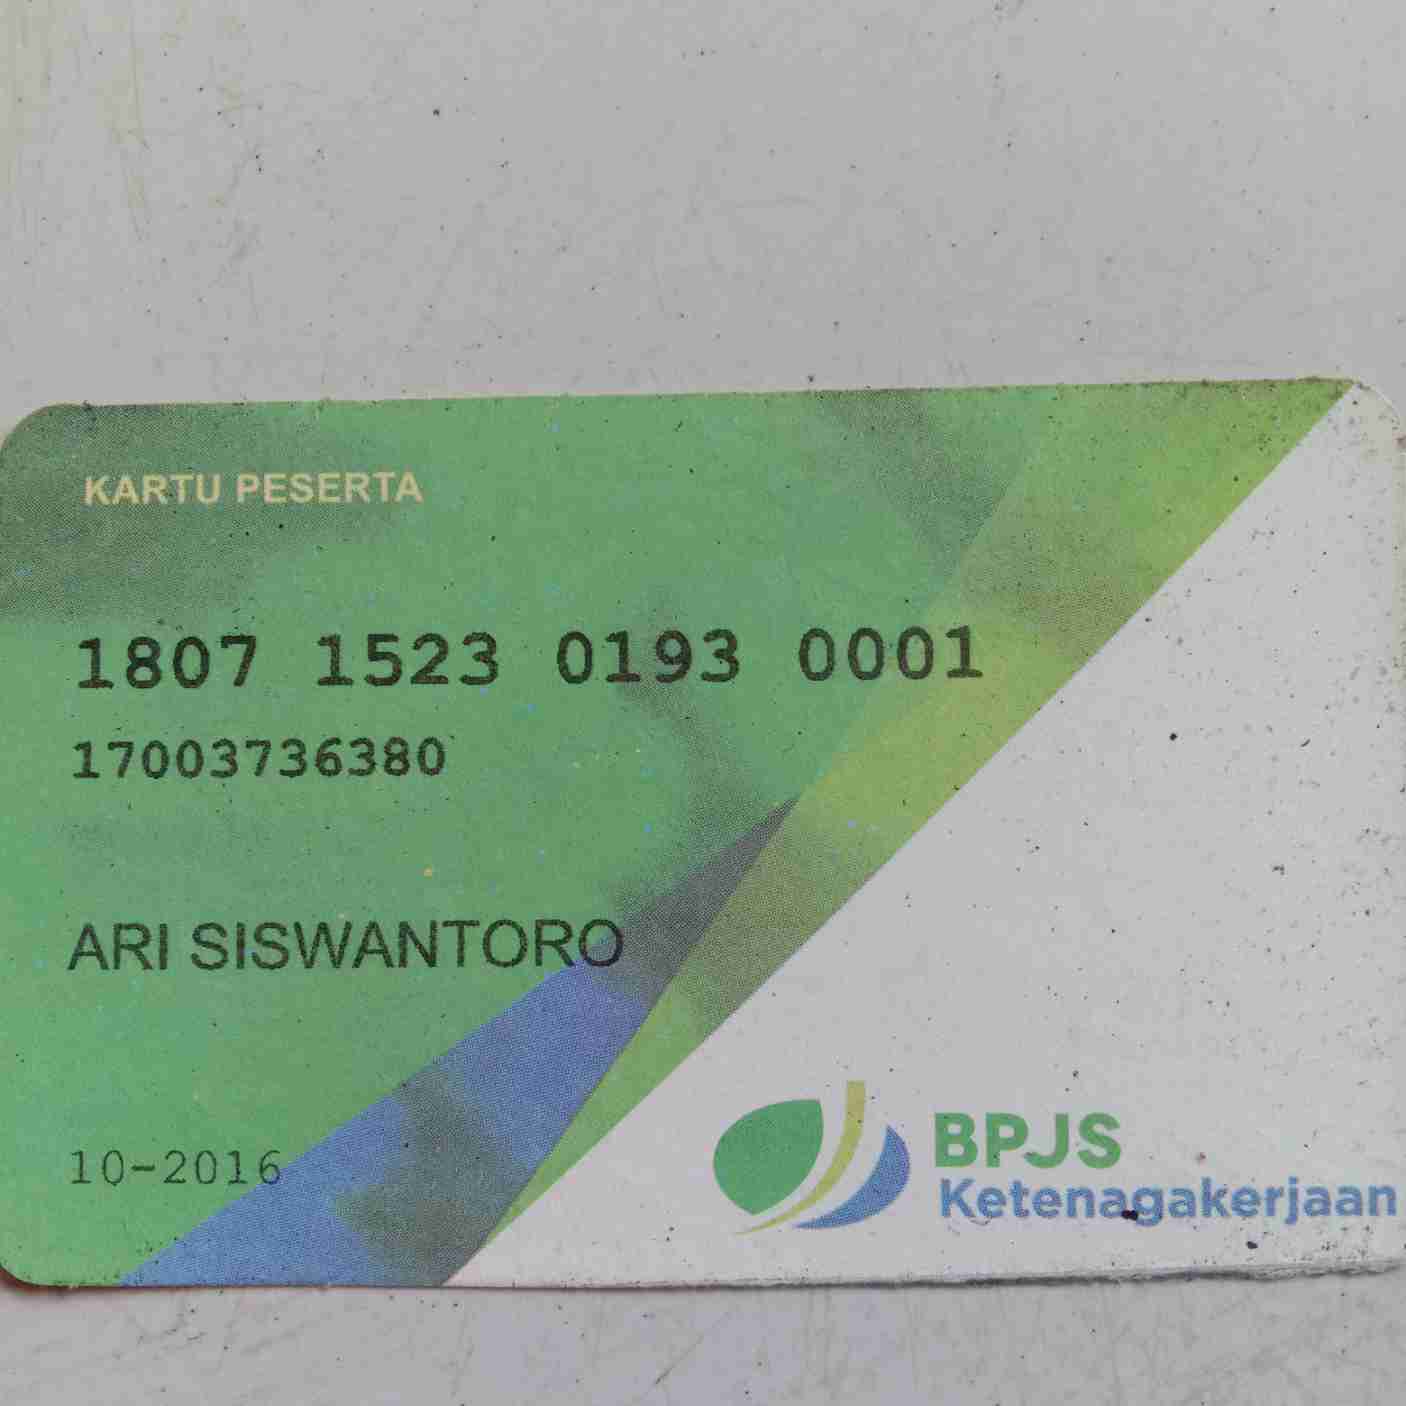 KARTU PESERTA
1807 1523 0193 0001
17003736380
ARI SISWANTORO
10-2016
BPJS
Ketenagakerjaan